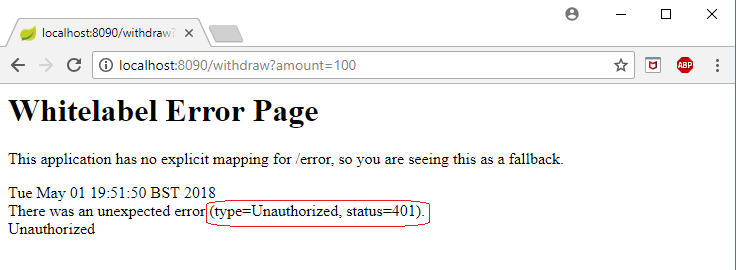 localhost:8090/withdraw?
localhost:8090/withdraw?amount=100
ABP
Whitelabel Error Page
This application has no explicit mapping for /error, so you are seeing this as a fallback.
Tue May 01 19:51:50 BST 2018
There was an unexpected error (type=Unauthorized, status=401).
Unauthorized